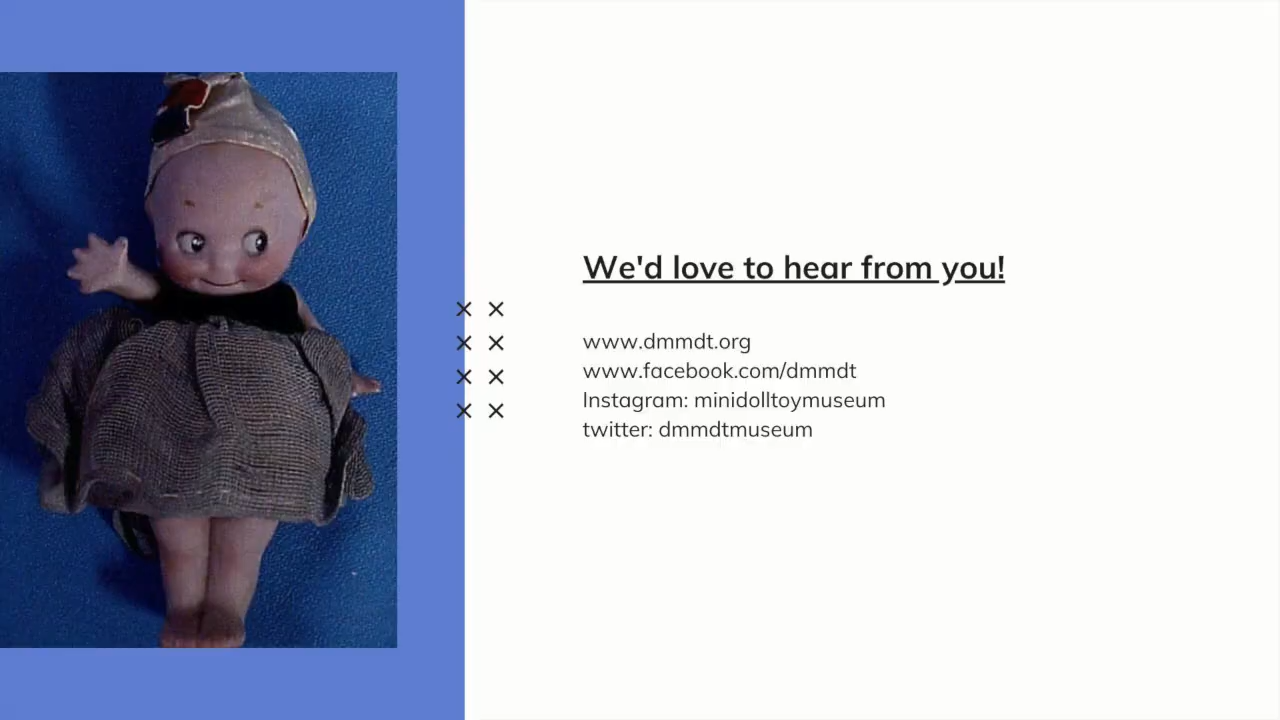 We'd love to hear from you!
www.dmmdt.org
www.facebook.com/dmmdt
Instagram: minidolltoymuseum
twitter: dmmdtmuseum